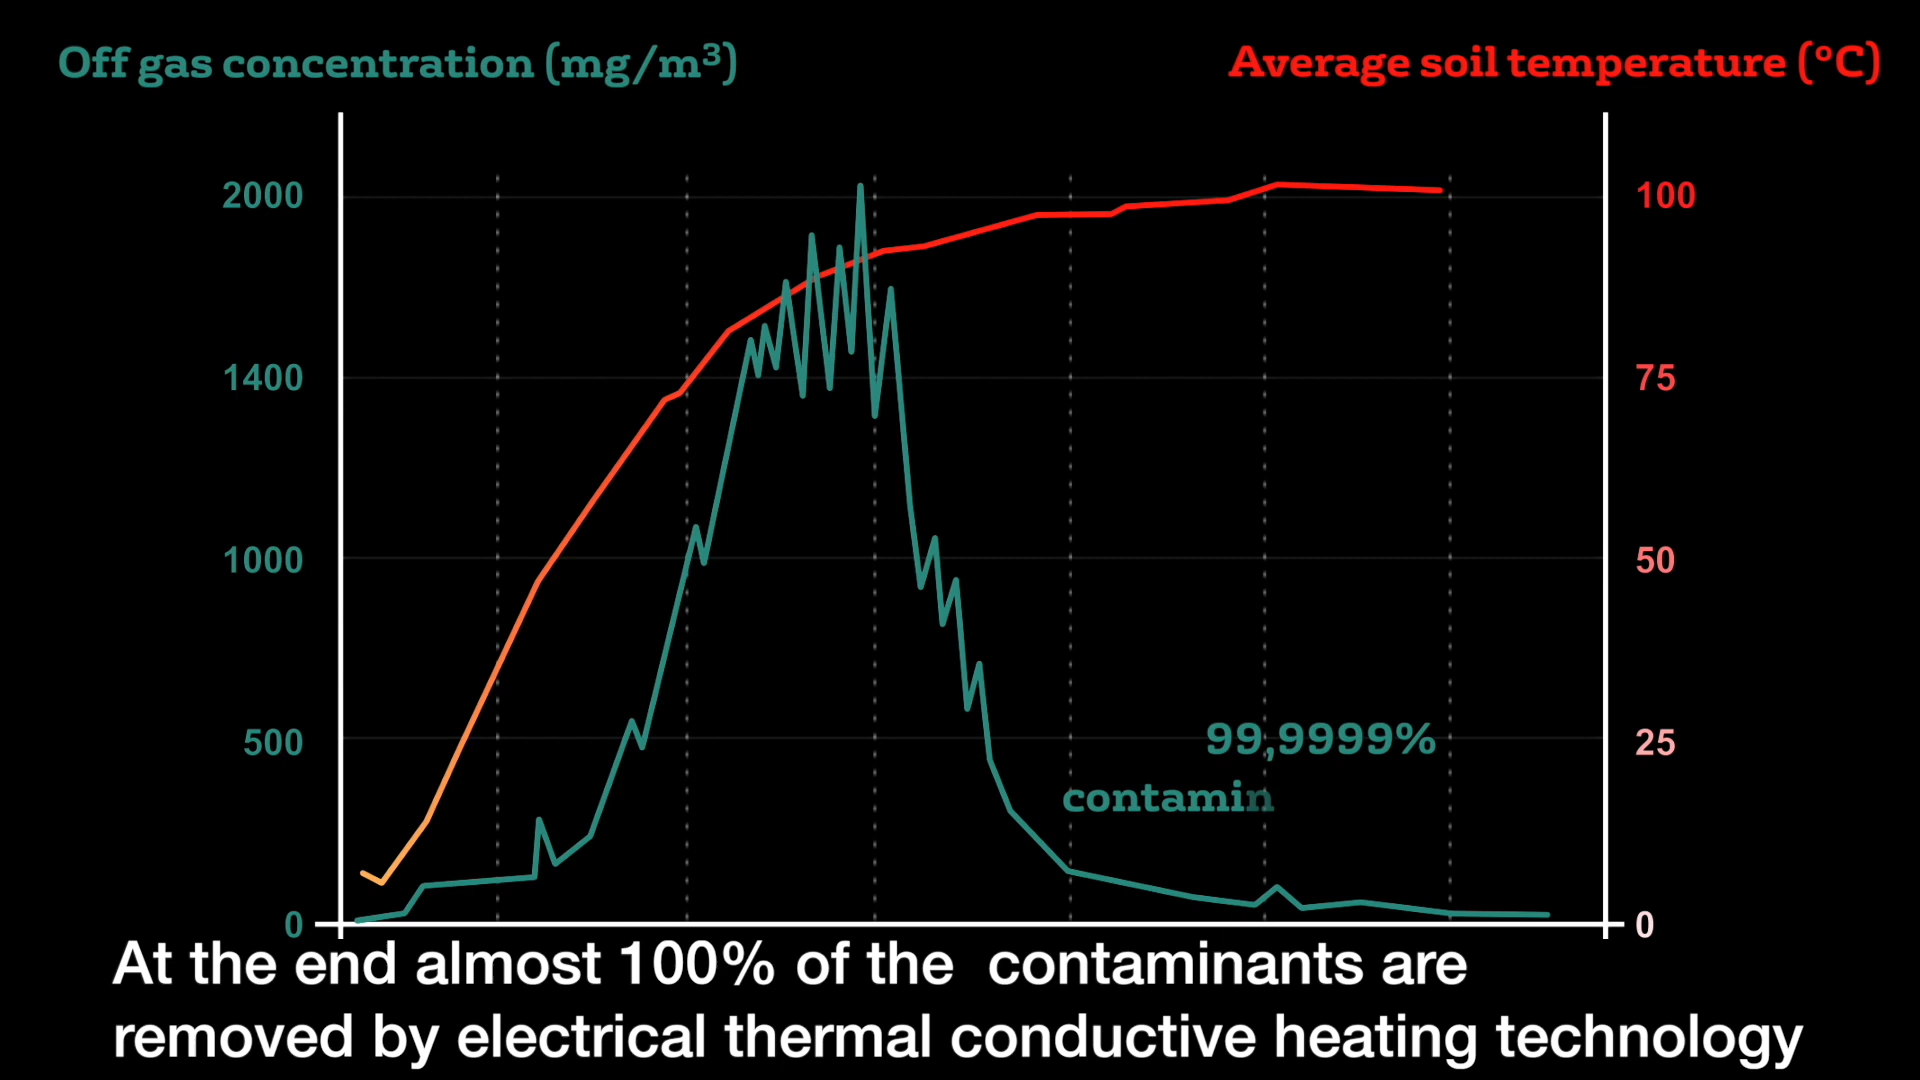 Off gas concentration (mg/m³)
Average soil temperature (°C)
2000
1400
1000
500
0
100
75
50
25
0
99,9999%
contamin
At the end almost 100% of the contaminants are
removed by electrical thermal conductive heating technology